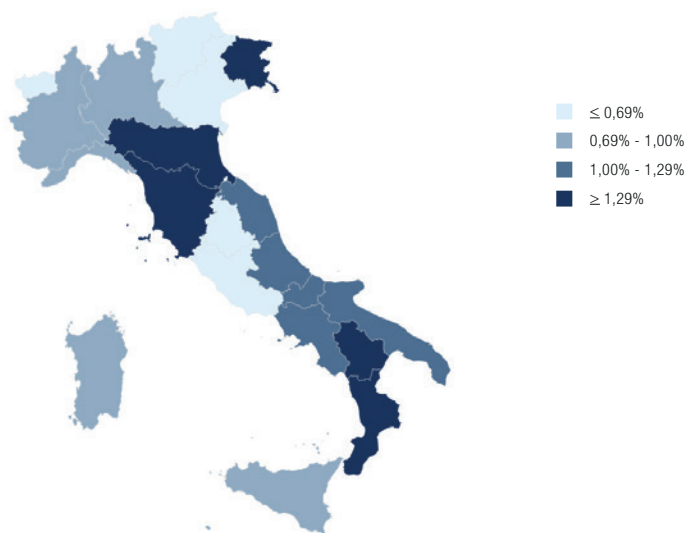 ≤ 0,69%
0,69% - 1,00%
1,00% - 1,29%
≥ 1,29%